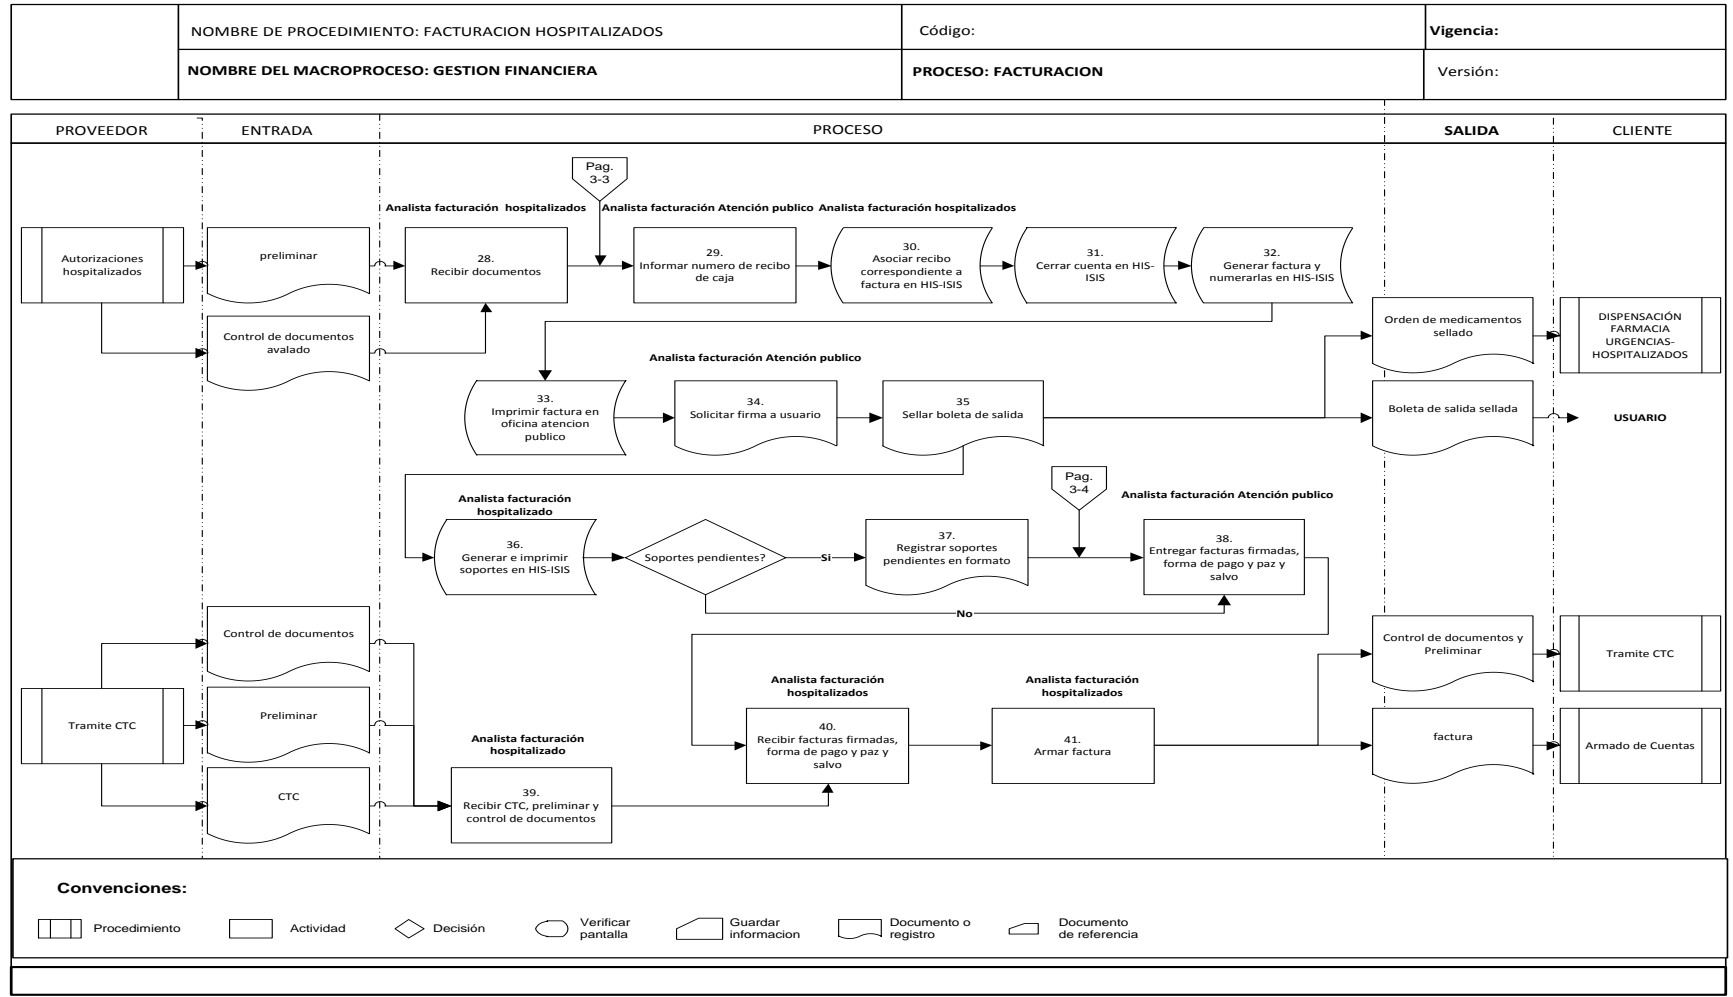 NOMBRE DE PROCEDIMIENTO: FACTURACION HOSPITALIZADOS
Código:
Vigencia:
NOMBRE DEL MACROPROCESO: GESTION FINANCIERA
PROCESO: FACTURACION
Versión:
PROVEEDOR
ENTRADA
PROCESO
SALIDA
CLIENTE
Pag.
3-3
Analista facturación hospitalizados
Analista facturación Atención publico
Analista facturación hospitalizados
Autorizaciones
hospitalizados
preliminar
28.
Recibir documentos
29.
Informar numero de recibo
de caja
30.
Asociar recibo
correspondiente a
factura en HIS-ISIS
31.
Cerrar cuenta en HIS-
ISIS
32.
Generar factura y
numerarlas en HIS-ISIS
Control de documentos
avalado
Orden de medicamentos
sellado
DISPENSACIÓN
FARMACIA
URGENCIAS-
HOSPITALIZADOS
Analista facturación Atención publico
33.
Imprimir factura en
oficina atencion
publico
34.
Solicitar firma a usuario
35
Sellar boleta de salida
Boleta de salida sellada
USUARIO
Pag.
3-4
Analista facturación
hospitalizado
Analista facturación Atención publico
36.
Generar e imprimir
soportes en HIS-ISIS
Soportes pendientes?
Si
37.
Registrar soportes
pendientes en formato
38.
Entregar facturas firmadas,
forma de pago y paz y
salvo
No
Control de documentos
Control de documentos y
Preliminar
Tramite CTC
Analista facturación
hospitalizados
Analista facturación
hospitalizados
Tramite CTC
Preliminar
40.
Recibir facturas firmadas,
forma de pago y paz y
salvo
41.
Armar factura
factura
Armado de Cuentas
Analista facturación
hospitalizado
CTC
39.
Recibir CTC, preliminar y
control de documentos
Convenciones:
Procedimiento
Actividad
Decisión
Verificar
pantalla
Guardar
informacion
Documento o
registro
Documento
de referencia